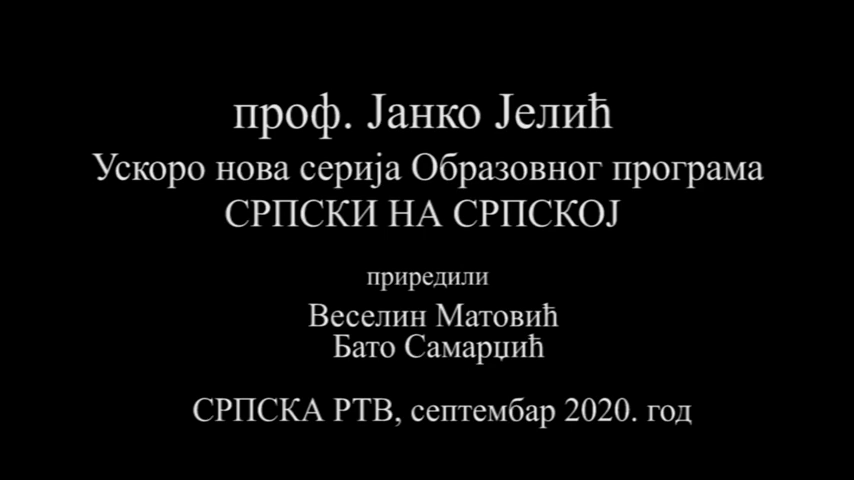 проф. Јанко Јелић
Ускоро нова серија Образовног програма
СРПСКИ НА СРПСКОЈ
приредили
Веселин Матовић
Бато Самарџић
СРПСКА РТВ, септембар 2020. год